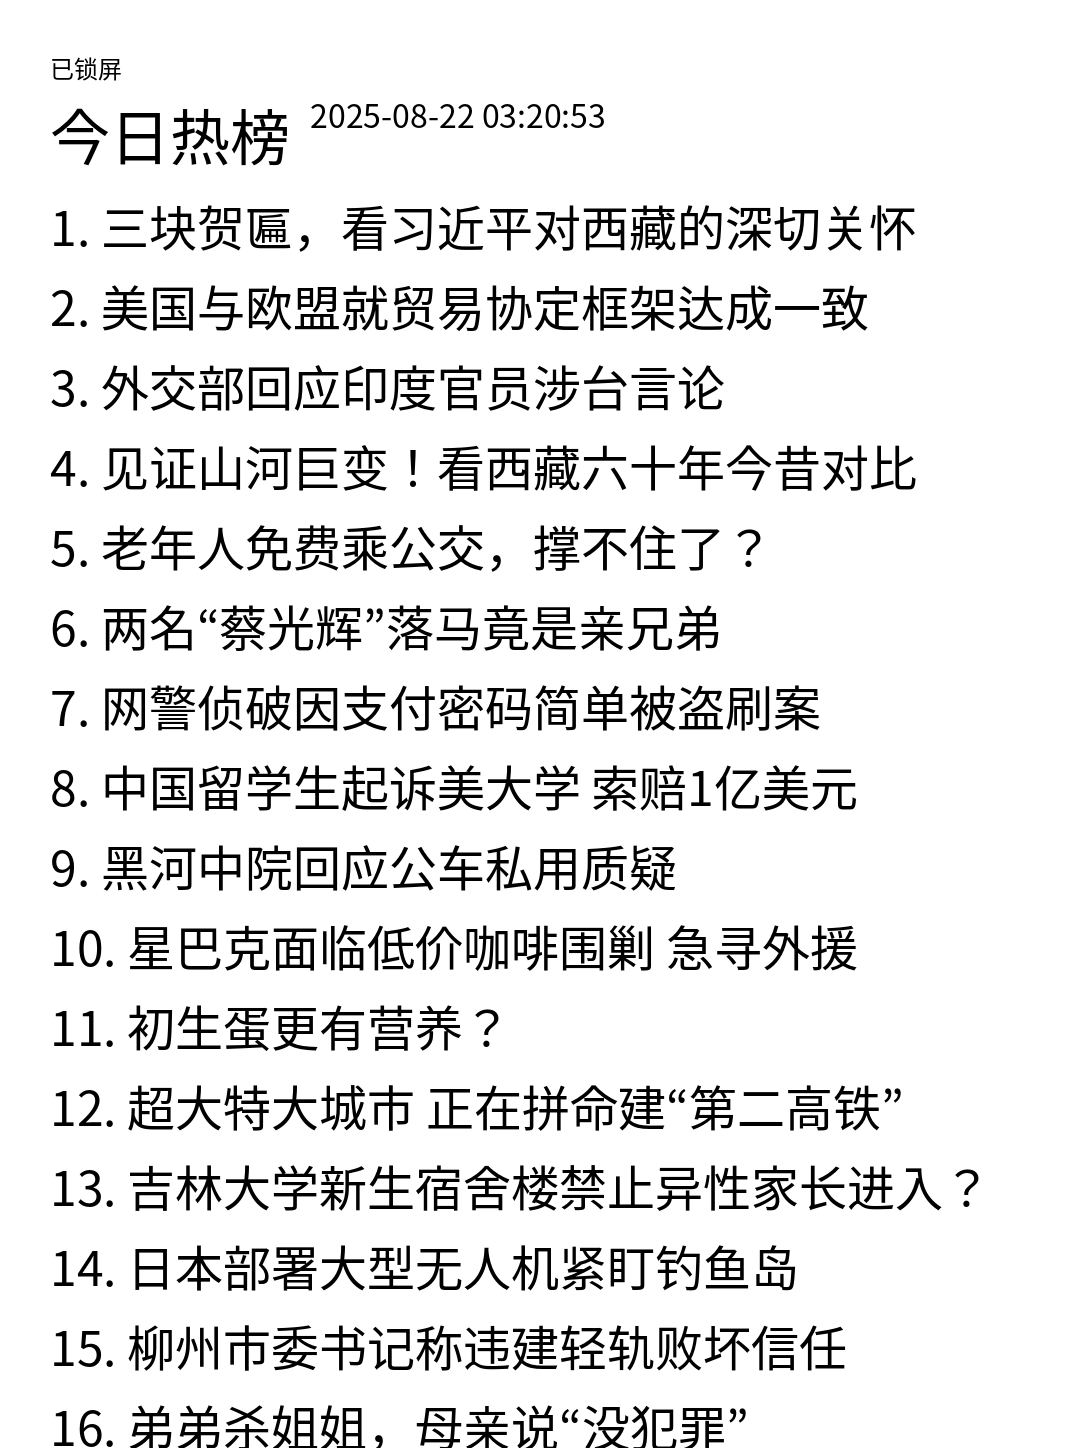 已锁屏
今日热榜 2025-08-22 03:20:53
1. 三块贺匾，看习近平对西藏的深切关怀
2. 美国与欧盟就贸易协定框架达成一致
3. 外交部回应印度官员涉台言论
4. 见证山河巨变！看西藏六十年今昔对比
5. 老年人免费乘公交，撑不住了？
6. 两名“蔡光辉”落马竟是亲兄弟
7. 网警侦破因支付密码简单被盗刷案
8. 中国留学生起诉美大学 索赔1亿美元
9. 黑河中院回应公车私用质疑
10. 星巴克面临低价咖啡围剿 急寻外援
11. 初生蛋更有营养？
12. 超大特大城市 正在拼命建“第二高铁”
13. 吉林大学新生宿舍楼禁止异性家长进入？
14. 日本部署大型无人机紧盯钓鱼岛
15. 柳州市委书记称违建轻轨败坏信任
16. 弟弟杀姐姐，母亲说“没犯罪”